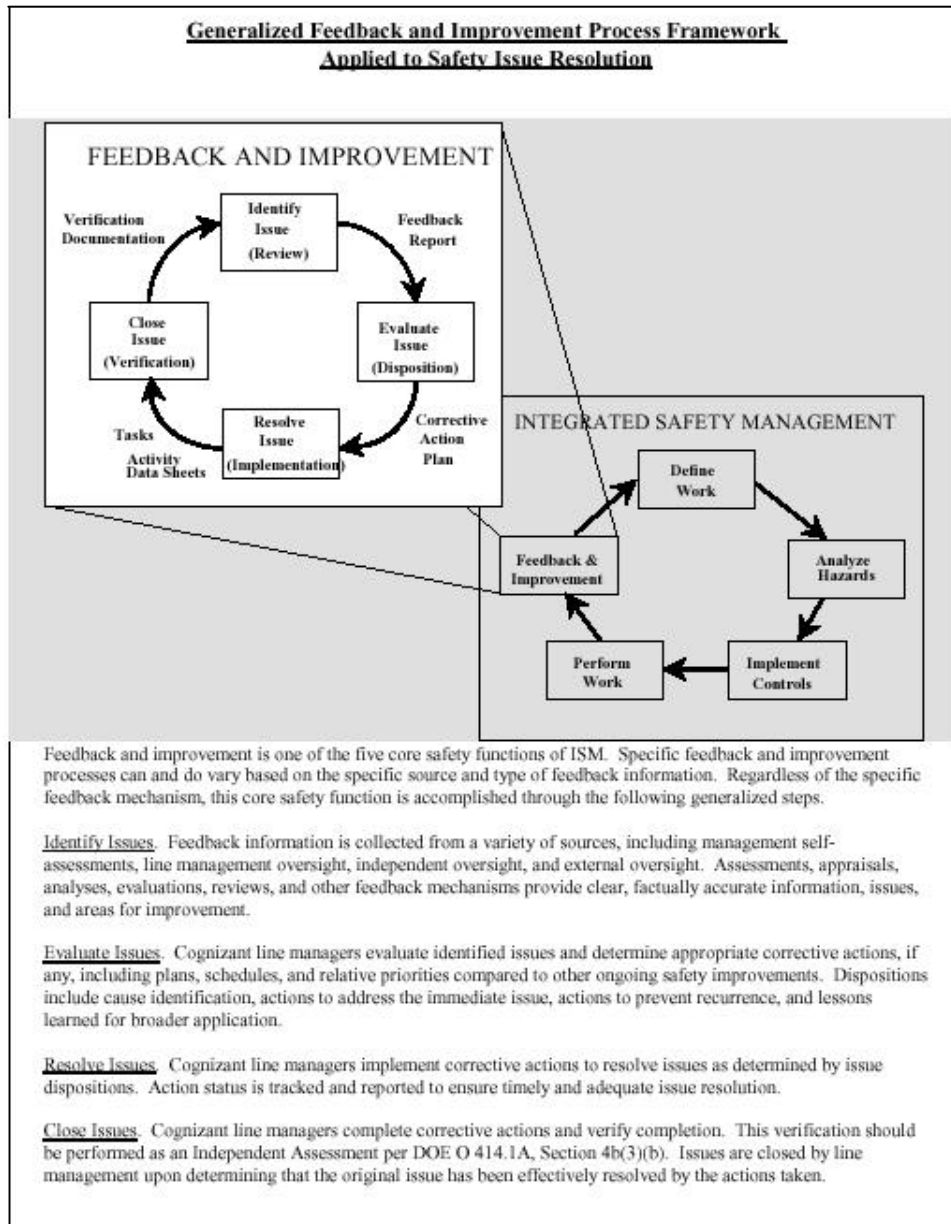 Generalized Feedback and Improvement Process Framework
Applied to Safety Issue Resolution
FEEDBACK AND IMPROVEMENT
Identify
Issue
(Review)
Verification
Documentation
Feedback
Report
Close
Issue
(Verification)
Evaluate
Issue
(Disposition)
Resolve
Issue
(Implementation)
Tasks
Activity
Data Sheets
Corrective
Action
Plan
INTEGRATED SAFETY MANAGEMENT
Define
Work
Feedback &
Improvement
Analyze
Hazards
Perform
Work
Implement
Controls
Feedback and improvement is one of the five core safety functions of ISM. Specific feedback and improvement
processes can and do vary based on the specific source and type of feedback information. Regardless of the specific
feedback mechanism, this core safety function is accomplished through the following generalized steps.
Identify Issues. Feedback information is collected from a variety of sources, including management self-
assessments, line management oversight, independent oversight, and external oversight. Assessments, appraisals,
analyses, evaluations, reviews, and other feedback mechanisms provide clear, factually accurate information, issues,
and areas for improvement.
Evaluate Issues. Cognizant line managers evaluate identified issues and determine appropriate corrective actions, if
any, including plans, schedules, and relative priorities compared to other ongoing safety improvements. Dispositions
include cause identification, actions to address the immediate issue, actions to prevent recurrence, and lessons
learned for broader application.
Resolve Issues. Cognizant line managers implement corrective actions to resolve issues as determined by issue
dispositions. Action status is tracked and reported to ensure timely and adequate issue resolution.
Close Issues. Cognizant line managers complete corrective actions and verify completion. This verification should
be performed as an Independent Assessment per DOE O 414.1A, Section 4b(3)(b). Issues are closed by line
management upon determining that the original issue has been effectively resolved by the actions taken.